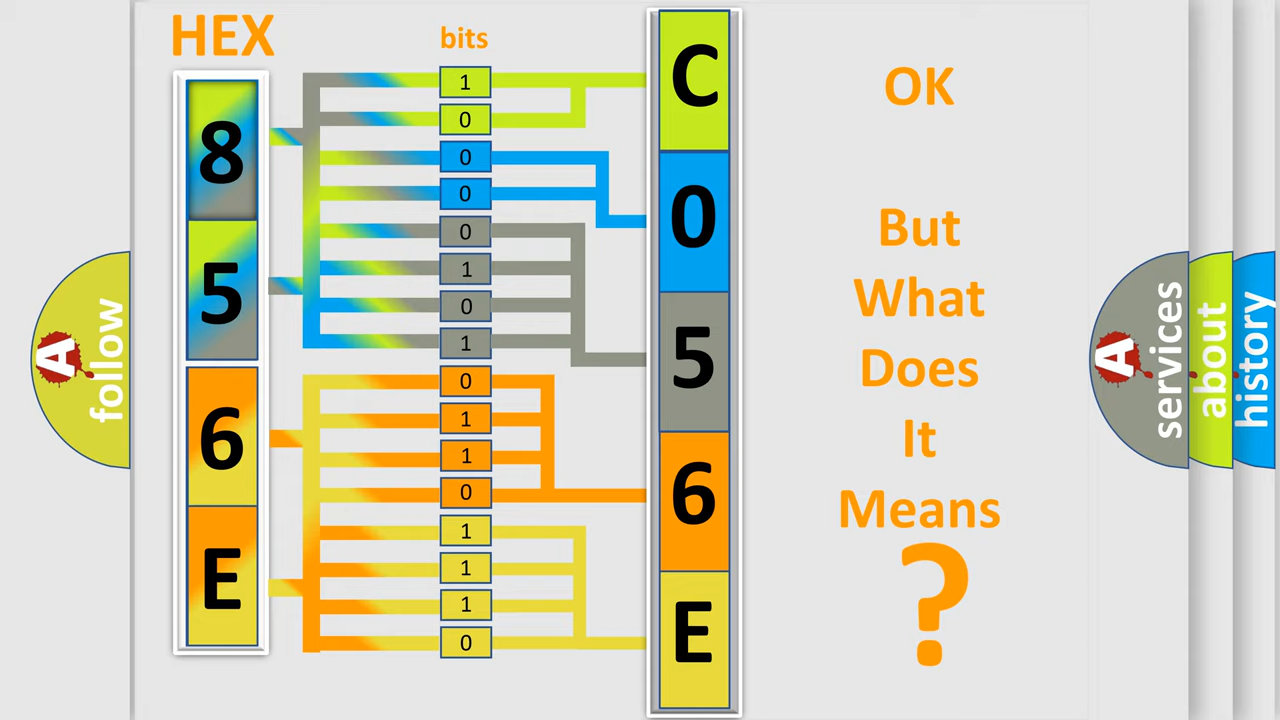 HEX
bits
8
5
6
E
1
0
0
0
0
1
0
1
0
1
1
0
1
1
1
0
C
0
5
6
E
OK
But
What
Does
It
Means
?
A
follow
A
services
about
history